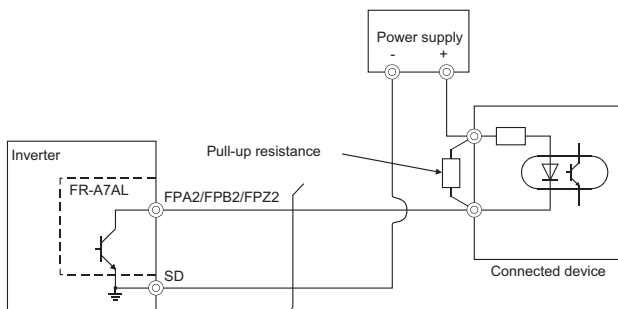 Power supply
- +
Pull-up resistance
Inverter
FR-A7AL
FPA2/FPB2/FPZ2
SD
Connected device